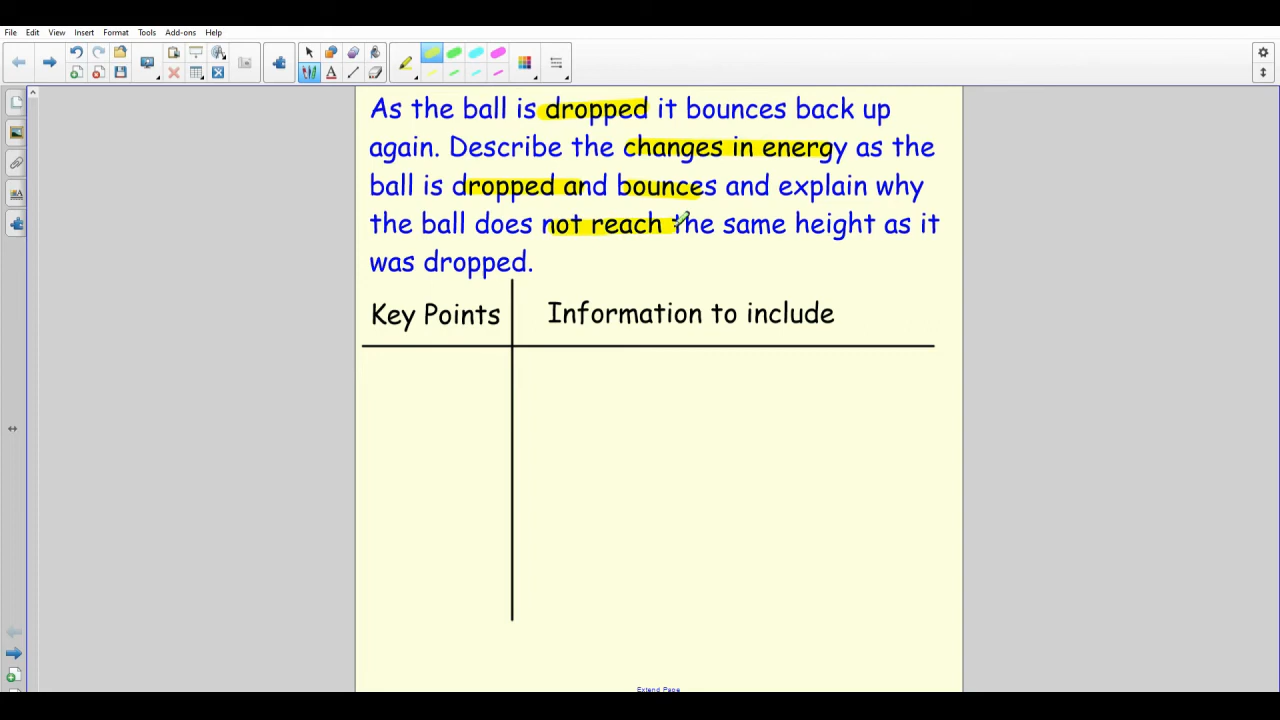 File Edit View Insert Format Tools Add-ons Help
As the ball is dropped it bounces back up
again. Describe the changes in energy as the
ball is dropped and bounces and explain why
the ball does not reach the same height as it
was dropped.
Key Points Information to include
Extend Page